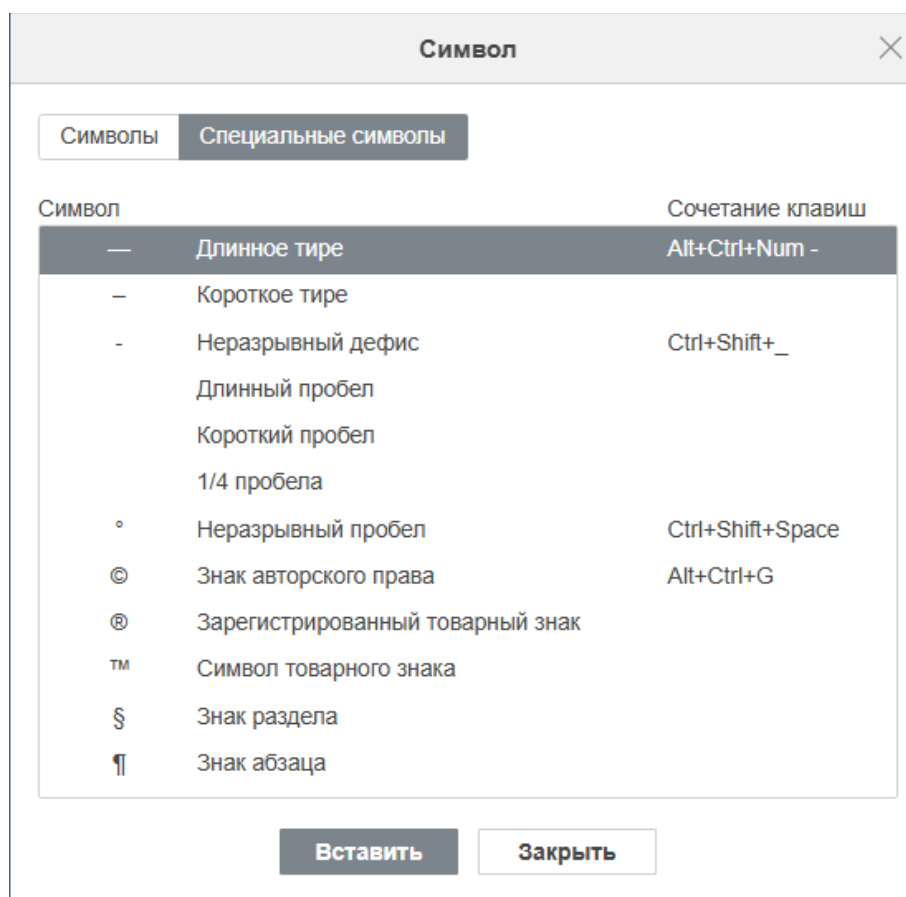 Символ
Символы Специальные символы
Символ Сочетание клавиш
— Длинное тире Alt+Ctrl+Num -
– Короткое тире
- Неразрывный дефис Ctrl+Shift+_
Длинный пробел
Короткий пробел
1/4 пробела
° Неразрывный пробел Ctrl+Shift+Space
© Знак авторского права Alt+Ctrl+G
® Зарегистрированный товарный знак
™ Символ товарного знака
§ Знак раздела
¶ Знак абзаца
Вставить Закрыть